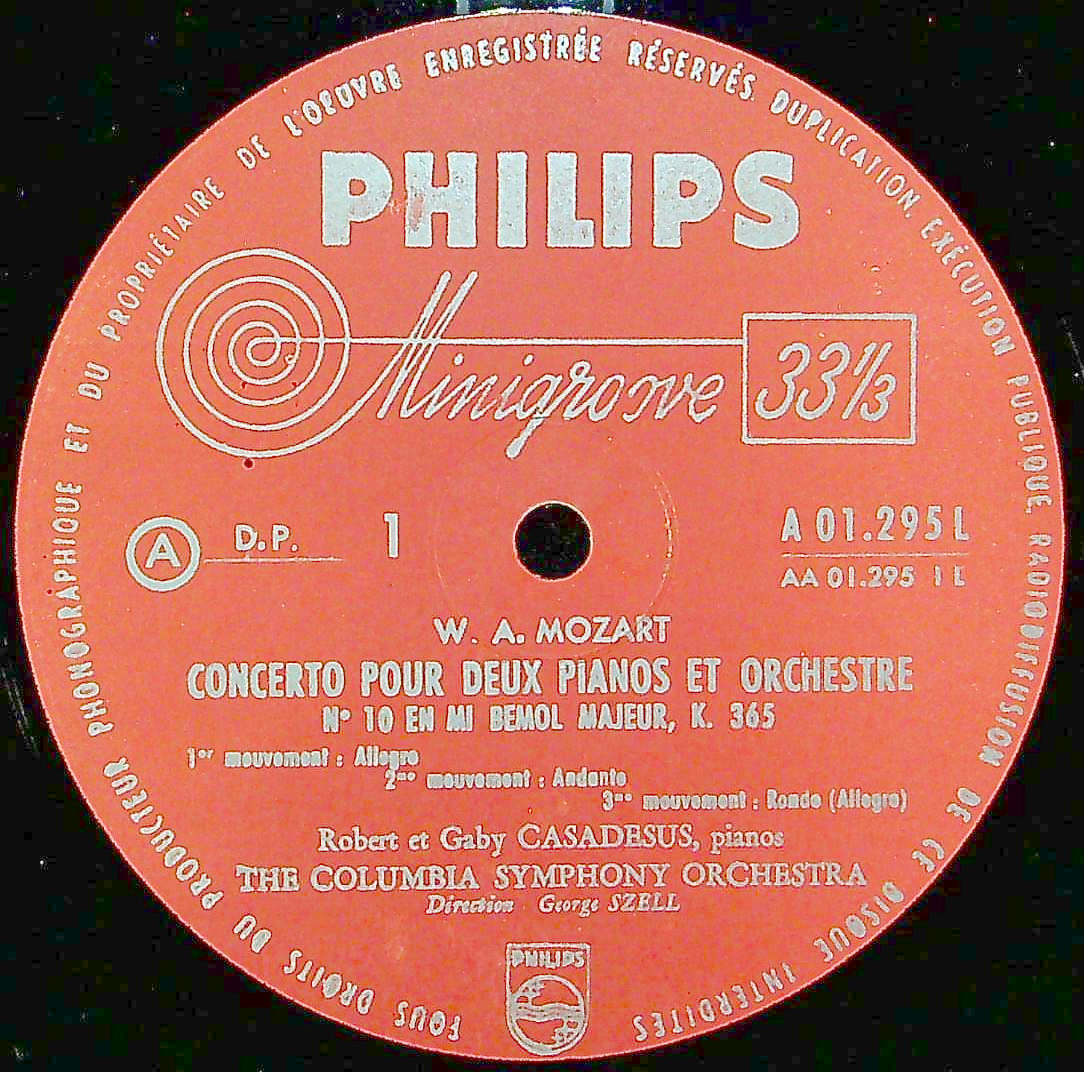 TOUS DROITS DU PRODUCTEUR PHONOGRAPHIQUE ET DU PROPRIÉTAIRE DE L'OEUVRE ENREGISTRÉE RÉSERVÉS. DUPLICATION, EXÉCUTION PUBLIQUE, RADIODIFFUSION DE CE DISQUE INTERDITES
PHILIPS
Minigroove 33 1/3
A D.P. 1 A 01.295 L
AA 01.295 1 L
W. A. MOZART
CONCERTO POUR DEUX PIANOS ET ORCHESTRE
N° 10 EN MI BEMOL MAJEUR, K. 365
1er mouvement : Allegro
2me mouvement : Andante
3me mouvement : Rondo (Allegro)
Robert et Gaby CASADESUS, pianos
THE COLUMBIA SYMPHONY ORCHESTRA
Direction George SZELL
PHILIPS